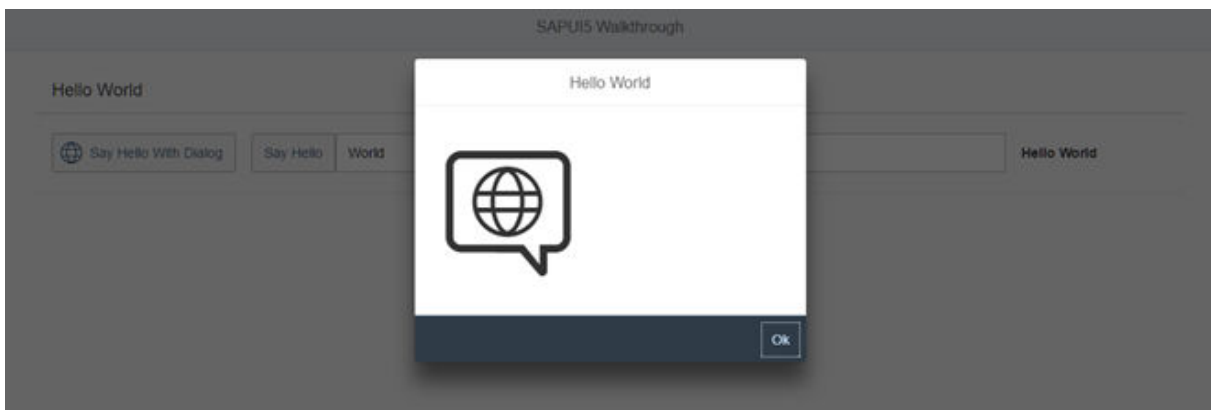 SAPUI5 Walkthrough
Hello World
Hello World
Say Hello With Dialog
Say Hello
World
Hello World
Ok